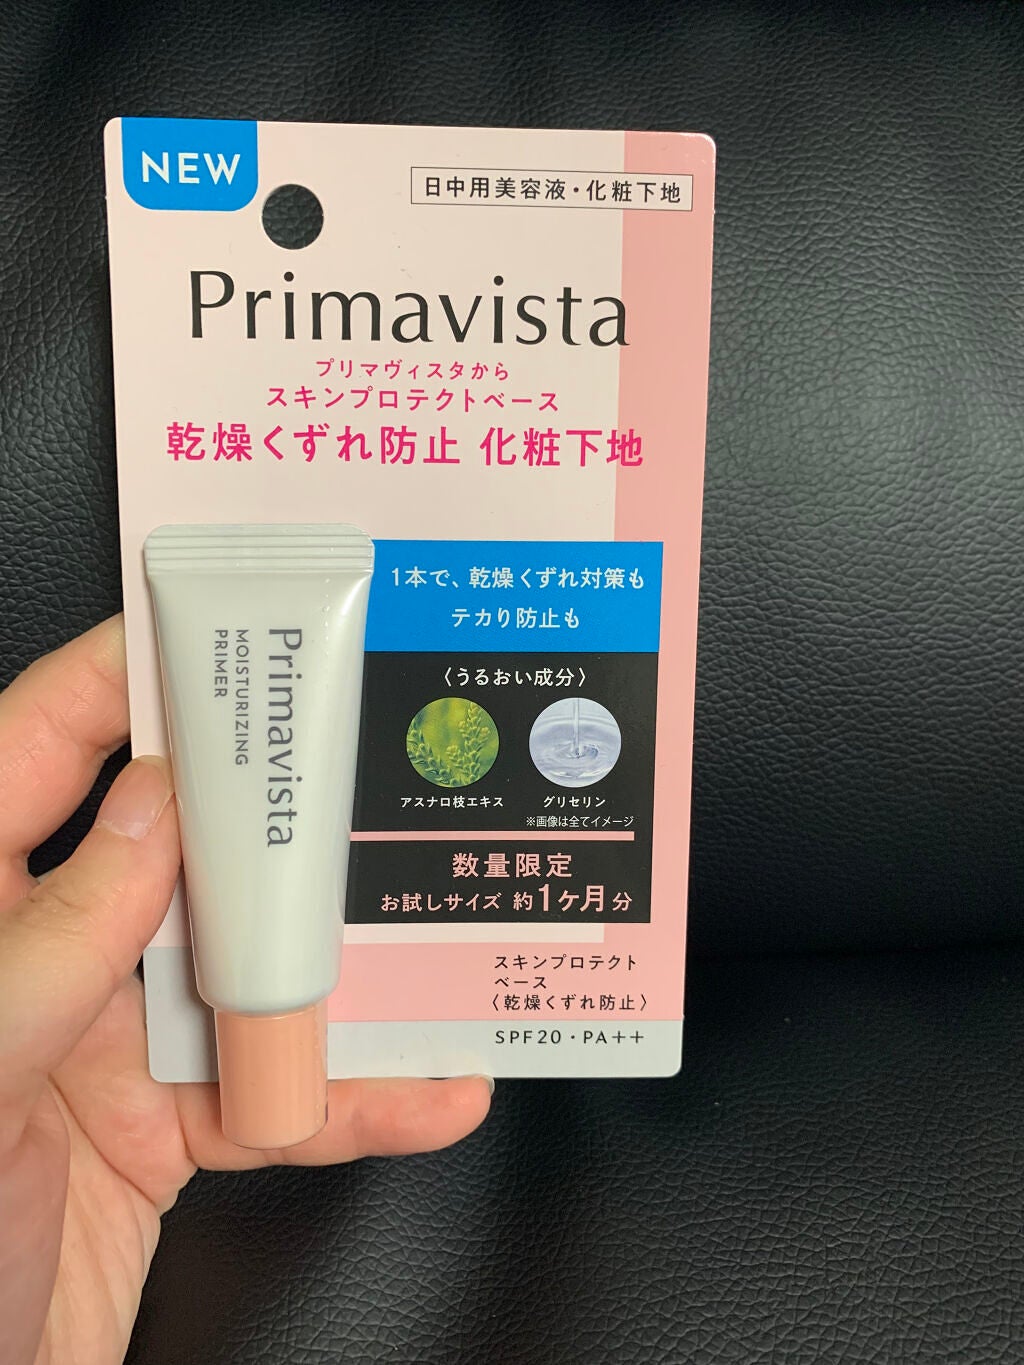 NEW
日中用美容液・化粧下地
Primavista
プリマヴィスタから
スキンプロテクトベース
乾燥くずれ防止 化粧下地
1本で、乾燥くずれ対策も
テカり防止も
〈うるおい成分〉
アスナロ枝エキス
グリセリン
※画像は全てイメージ
数量限定
お試しサイズ 約1ヶ月分
スキンプロテクト
ベース
〈乾燥くずれ防止〉
SPF20・PA++
Primavista
MOISTURIZING
PRIMER